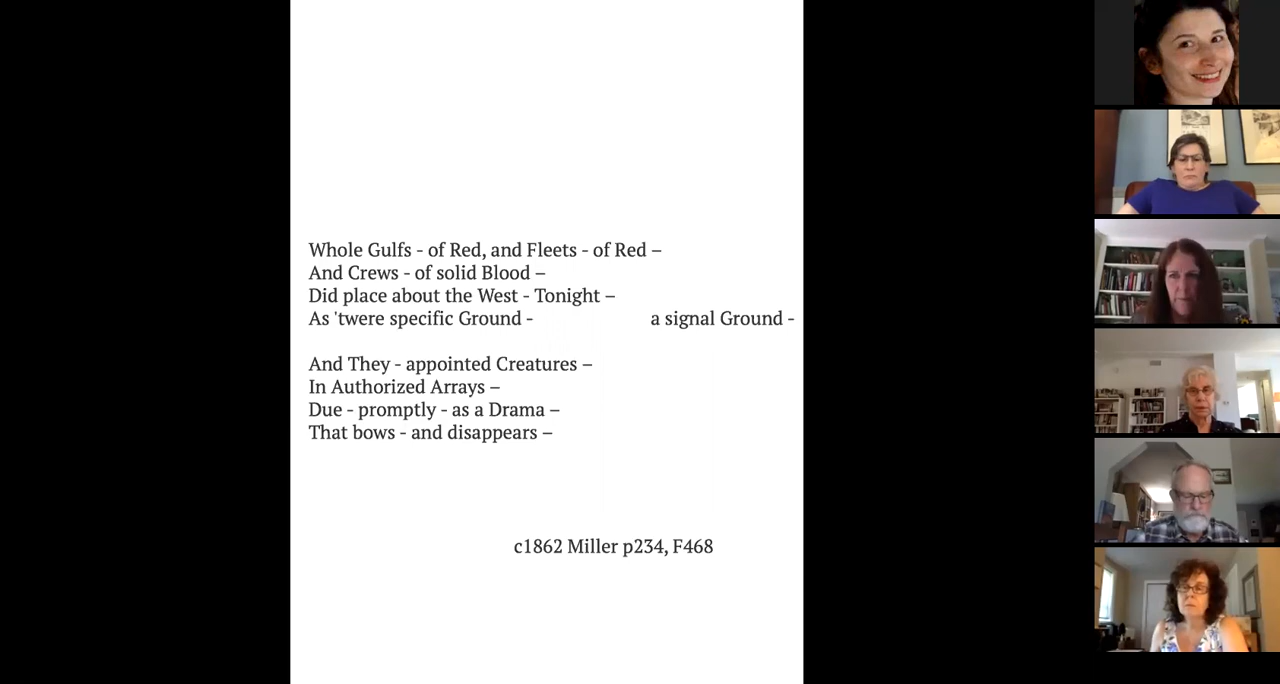 Whole Gulfs - of Red, and Fleets - of Red –
And Crews - of solid Blood –
Did place about the West - Tonight –
As 'twere specific Ground - a signal Ground -
And They - appointed Creatures –
In Authorized Arrays –
Due - promptly - as a Drama –
That bows - and disappears –
c1862 Miller p234, F468